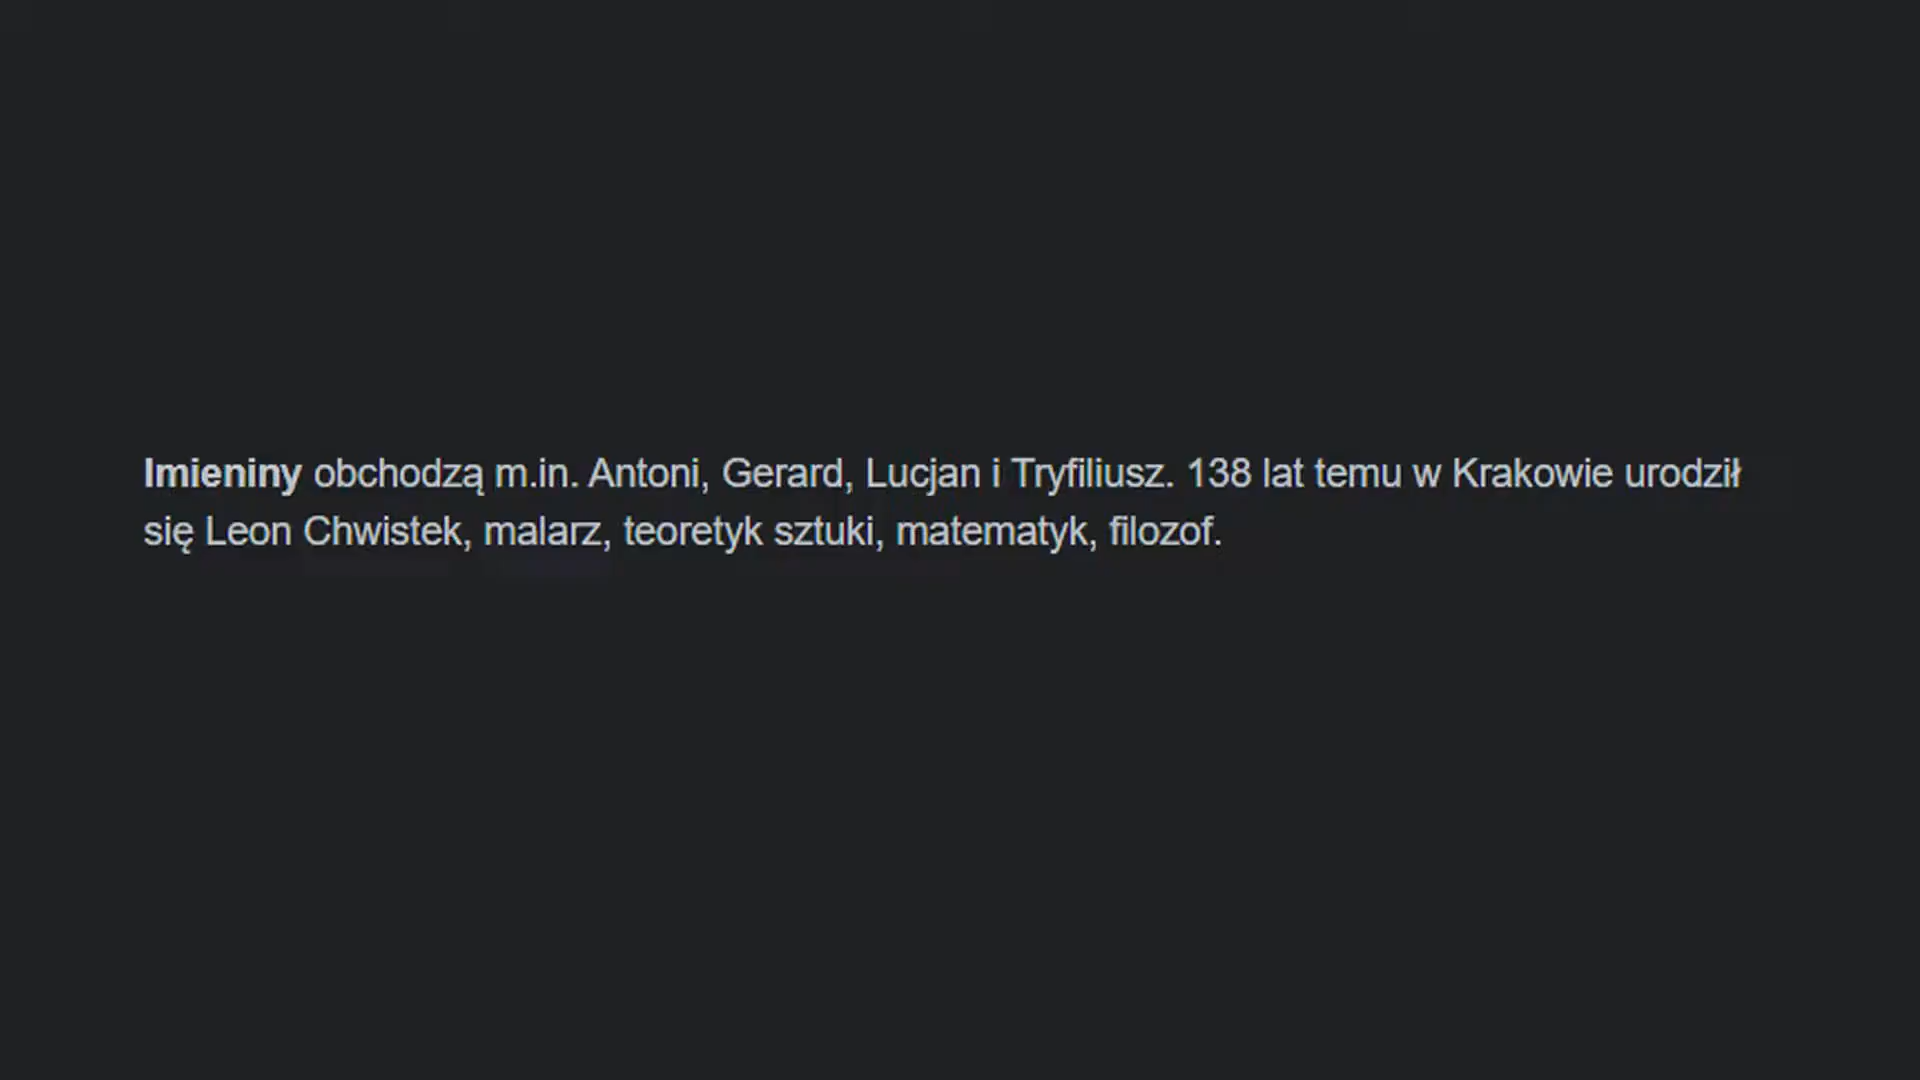 Imieniny obchodzą m.in. Antoni, Gerard, Lucjan i Tryfiliusz. 138 lat temu w Krakowie urodził
się Leon Chwistek, malarz, teoretyk sztuki, matematyk, filozof.